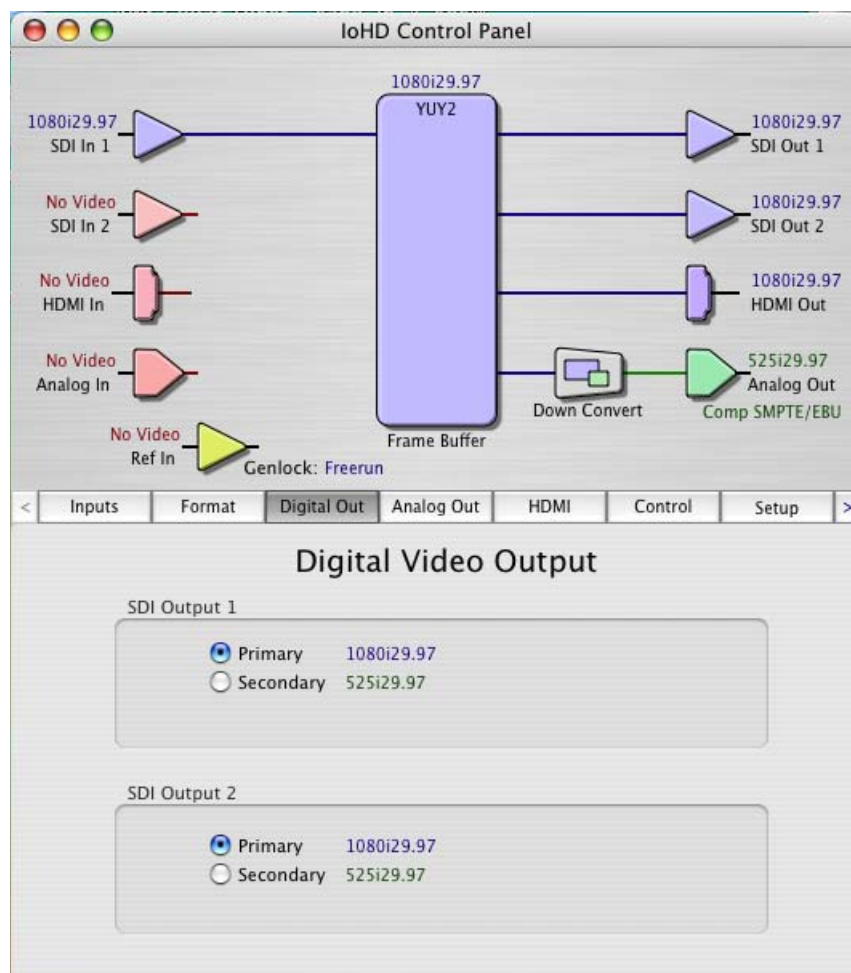 IoHD Control Panel
1080i29.97
YUY2
1080i29.97
SDI In 1
1080i29.97
SDI Out 1
No Video
SDI In 2
1080i29.97
SDI Out 2
No Video
HDMI In
1080i29.97
HDMI Out
No Video
Analog In
525i29.97
Analog Out
Down Convert
Comp SMPTE/EBU
No Video
Ref In
Frame Buffer
Genlock: Freerun
< Inputs Format Digital Out Analog Out HDMI Control Setup >
Digital Video Output
SDI Output 1
Primary 1080i29.97
Secondary 525i29.97
SDI Output 2
Primary 1080i29.97
Secondary 525i29.97